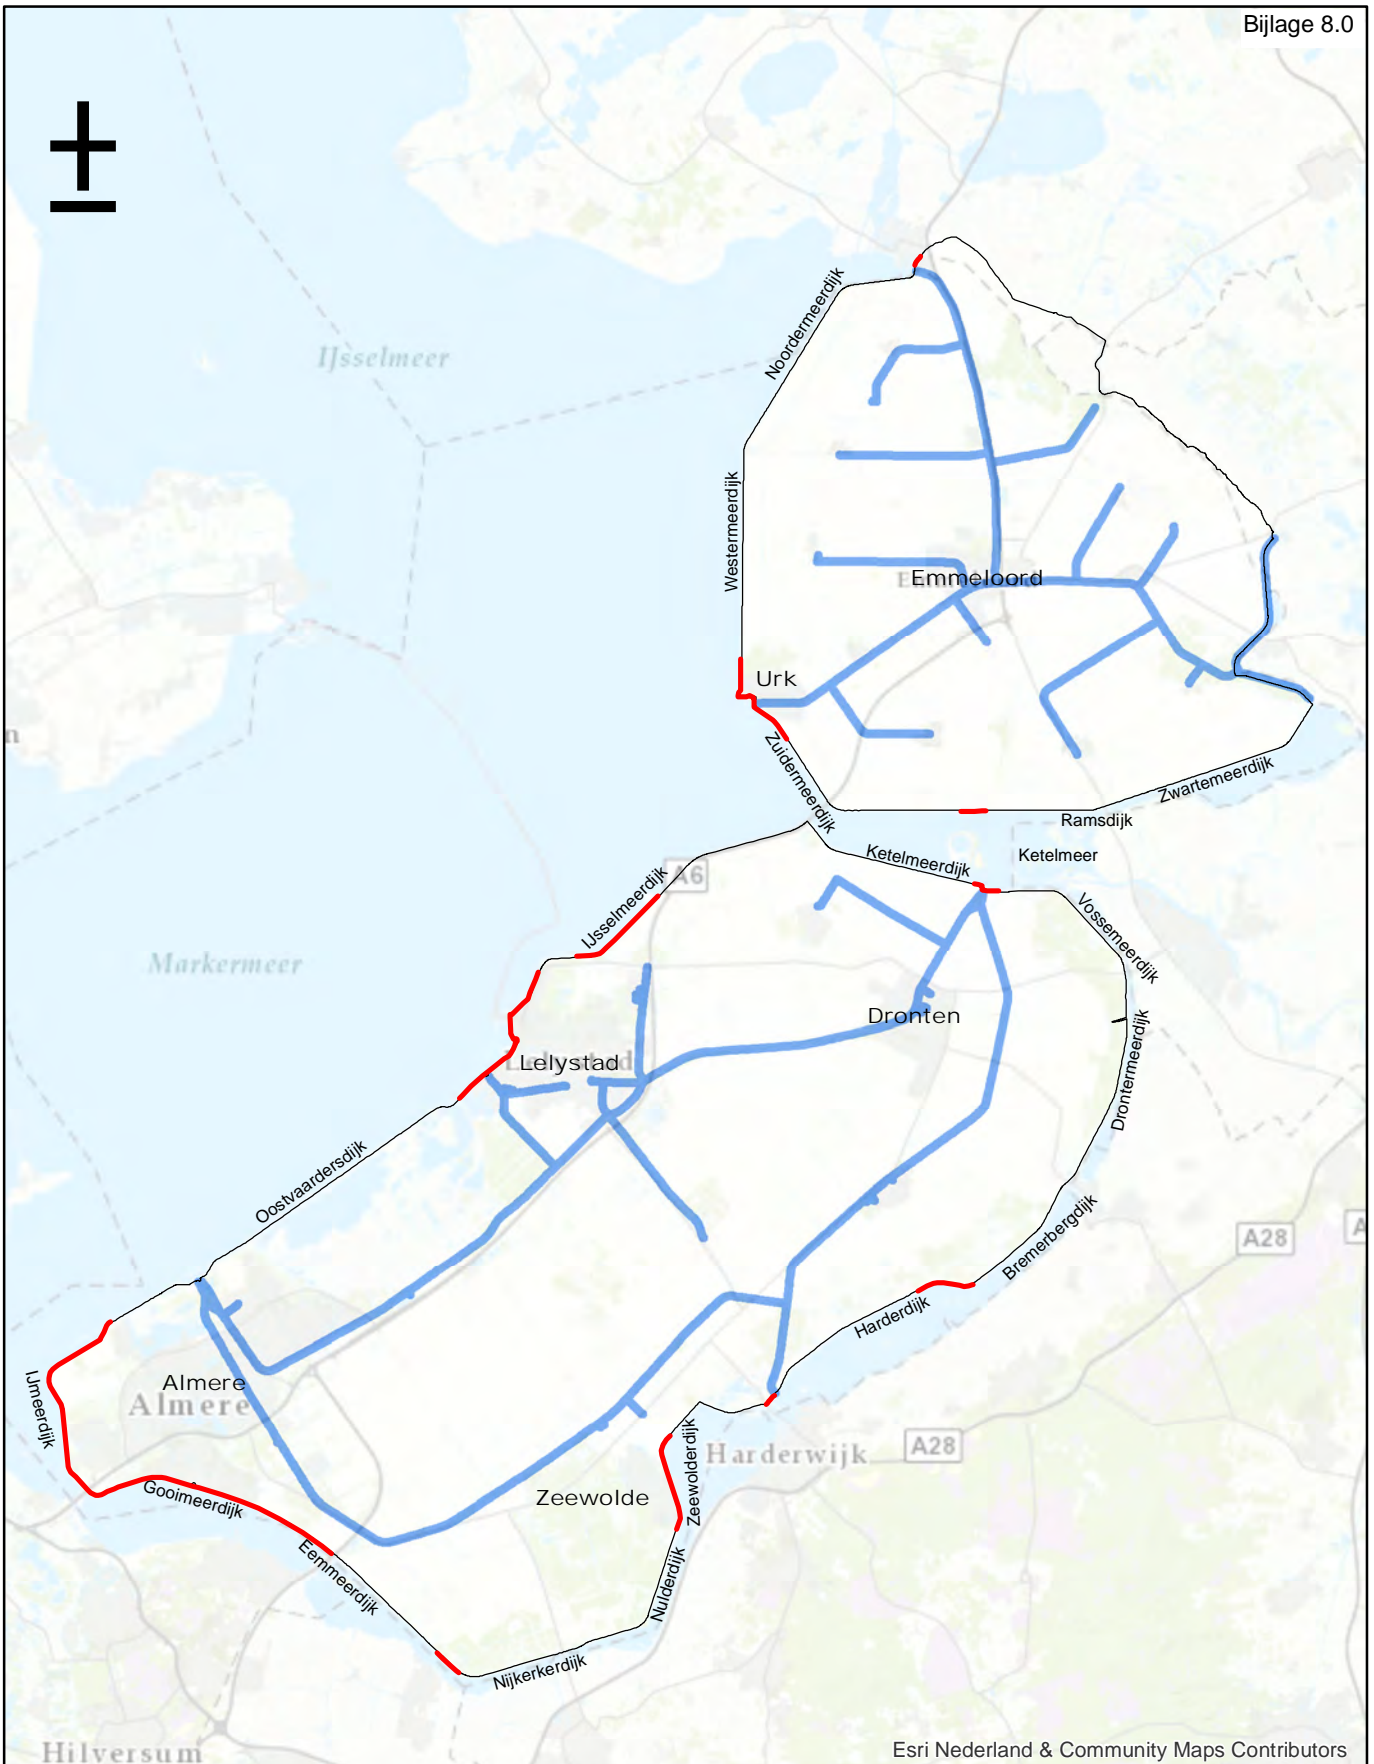 Bijlage 8.0
Noordermeerdijk
IJsselmeer
Westermeerdijk
Emmeloord
Urk
Zuidermeerdijk
Zwartemeerdijk
Ramsdijk
Ketelmeerdijk
Ketelmeer
A6
IJsselmeerdijk
Vossemeerdijk
Markermeer
Dronten
Drontermeerdijk
Lelystad
Lelystad
Oostvaardersdijk
Bremerbergdijk
A28
A
Harderdijk
IJmeerdijk
Almere
Almere
Zeewolderdijk
Harderwijk
A28
Gooimeerdijk
Zeewolde
Eemmeerdijk
Nulderdijk
Nijkerkerdijk
Hilversum
Esri Nederland & Community Maps Contributors